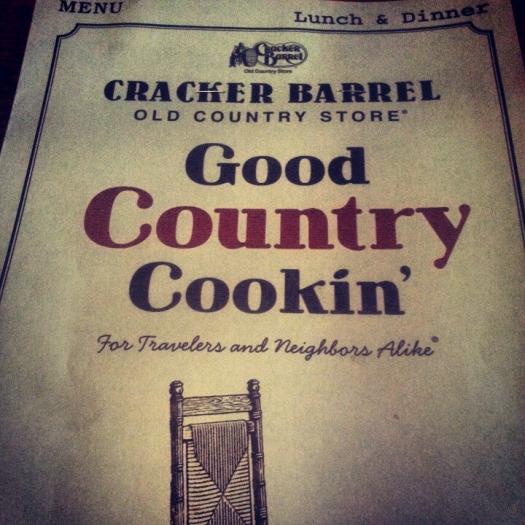 MENU
Lunch & Dinner
Cracker
Barrel
Old Country Store
CRACKER BARREL
OLD COUNTRY STORE®
Good
Country
Cookin'
For Travelers and Neighbors Alike®